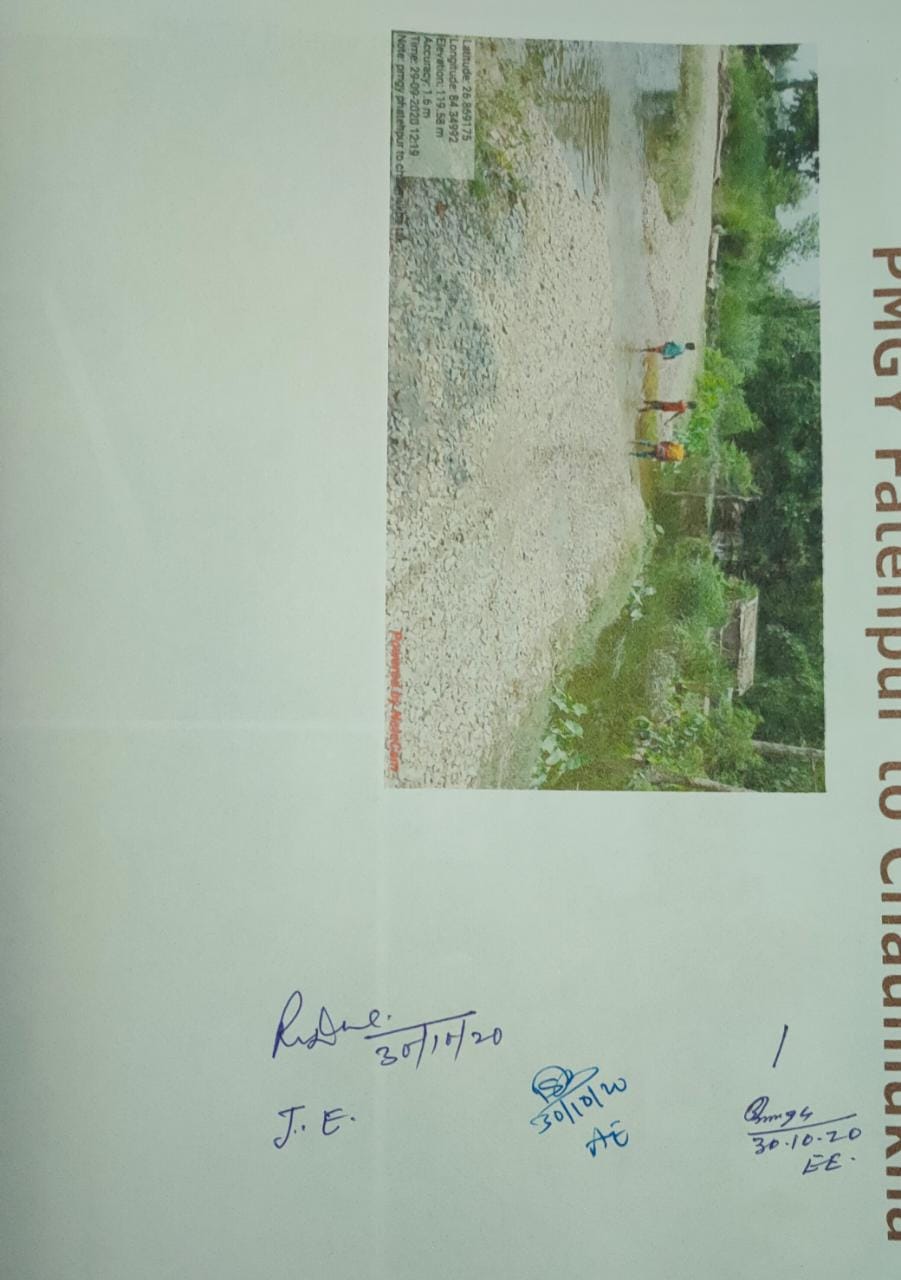 PMGY Fatehpur to Chaumukha
Latitude: 26.869175
Longitude: 84.34992
Elevation: 119.58 m
Accuracy: 1.6 m
Time: 29-09-2020 12:19
Note: pmgy phatehpur to
Powered by NoteCam
30/10/20
J.E.
30/10/20
AE
30.10.20
EE.